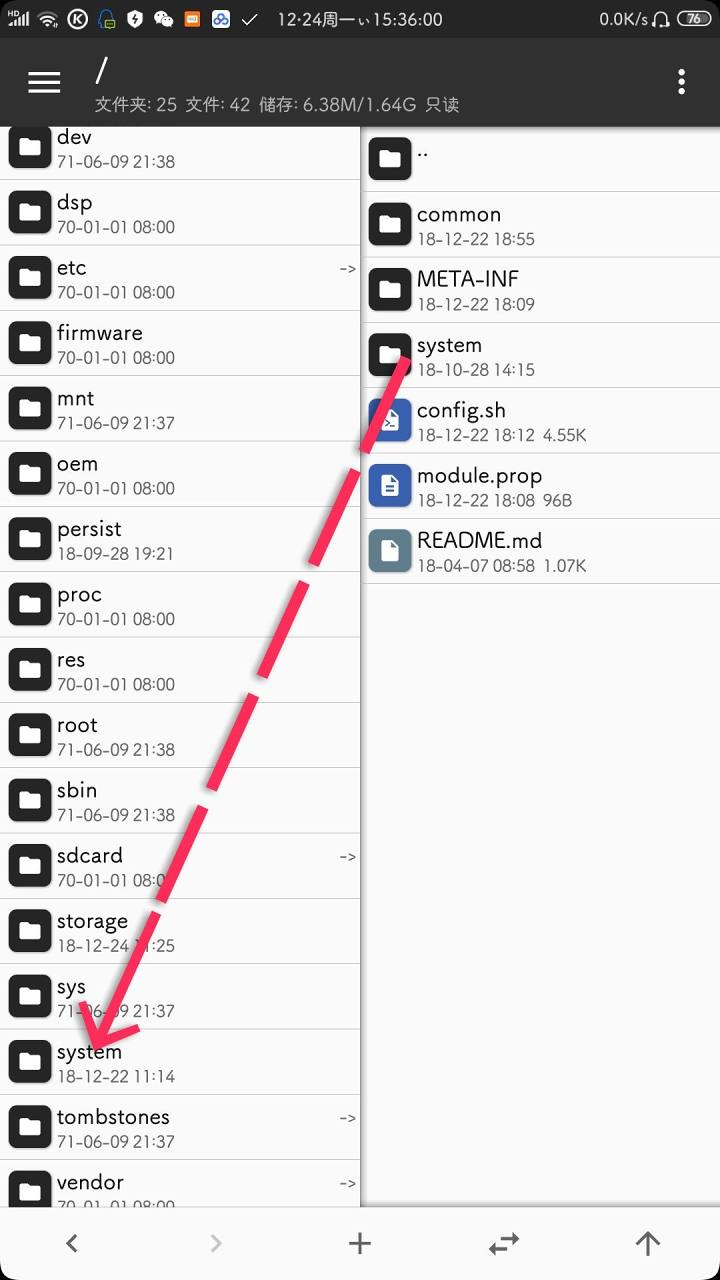 HD 12·24周一ぃ15:36:00 0.0K/s 76
/
文件夹: 25 文件: 42 储存: 6.38M/1.64G 只读
dev
71-06-09 21:38
dsp
70-01-01 08:00
etc ->
70-01-01 08:00
firmware
70-01-01 08:00
mnt
71-06-09 21:37
oem
70-01-01 08:00
persist
18-09-28 19:21
proc
70-01-01 08:00
res
70-01-01 08:00
root
71-06-09 21:38
sbin
71-06-09 21:38
sdcard ->
70-01-01 08:0
storage
18-12-24 11:25
sys
71-06-09 21:37
system
18-12-22 11:14
tombstones ->
71-06-09 21:37
vendor ->
70-01-01 08:00
..
common
18-12-22 18:55
META-INF
18-12-22 18:09
system
18-10-28 14:15
config.sh
18-12-22 18:12 4.55K
module.prop
18-12-22 18:08 96B
README.md
18-04-07 08:58 1.07K